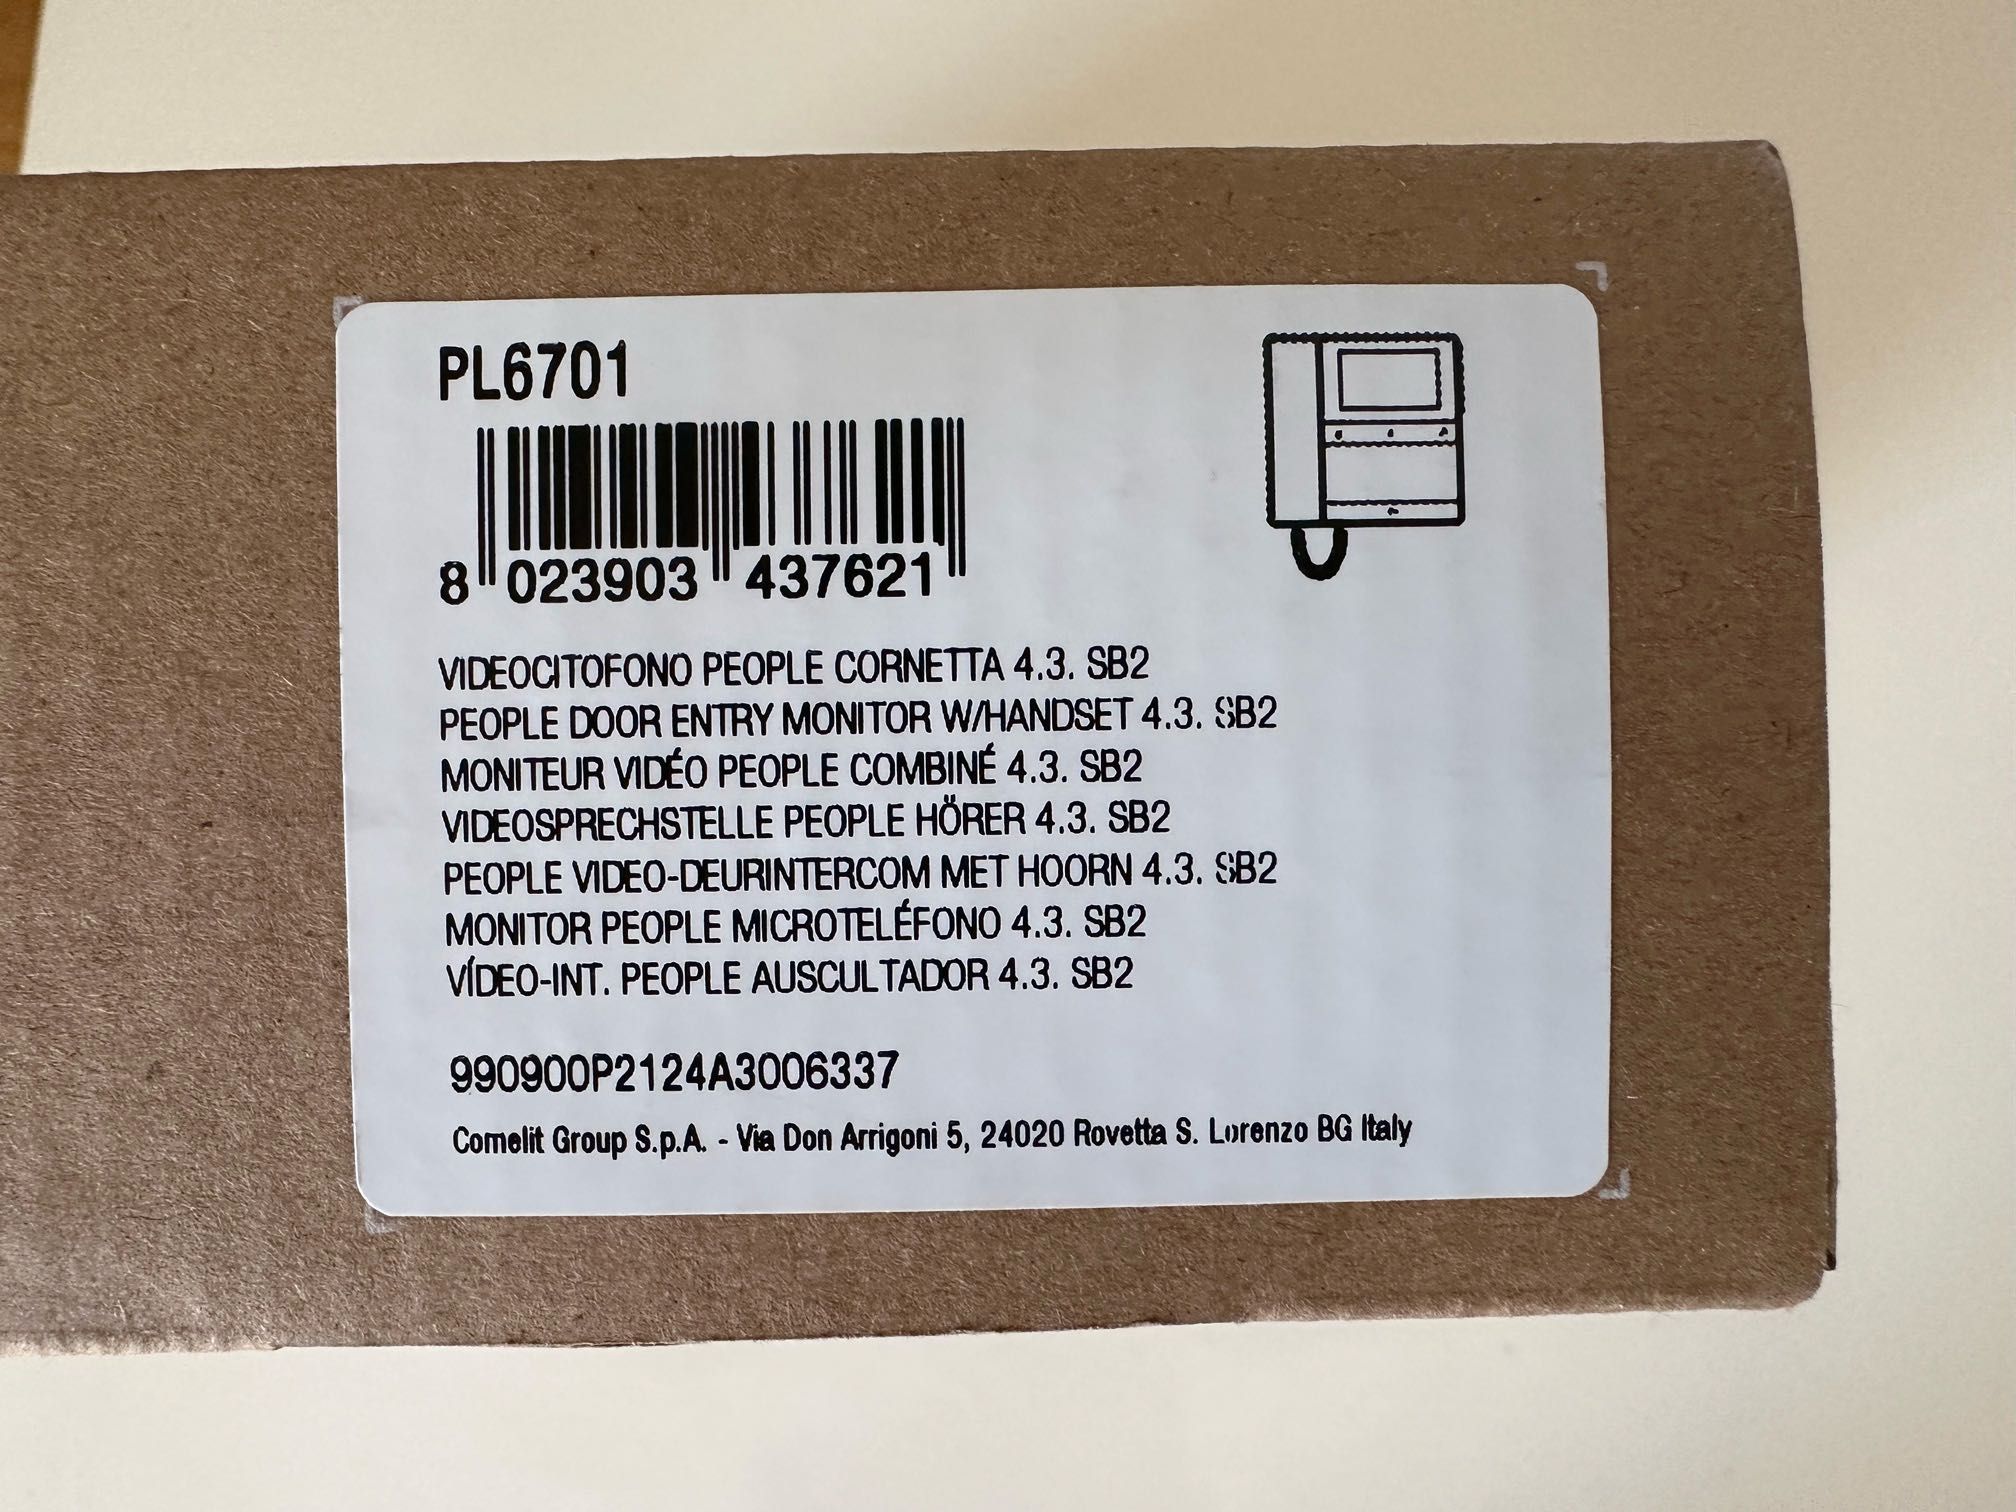 PL6701
8 023903 437621
VIDEOCITOFONO PEOPLE CORNETTA 4.3. SB2
PEOPLE DOOR ENTRY MONITOR W/HANDSET 4.3. SB2
MONITEUR VIDÉO PEOPLE COMBINÉ 4.3. SB2
VIDEOSPRECHSTELLE PEOPLE HÖRER 4.3. SB2
PEOPLE VIDEO-DEURINTERCOM MET HOORN 4.3. SB2
MONITOR PEOPLE MICROTELÉFONO 4.3. SB2
VÍDEO-INT. PEOPLE AUSCULTADOR 4.3. SB2
990900P2124A3006337
Comelit Group S.p.A. - Via Don Arrigoni 5, 24020 Rovetta S. Lorenzo BG Italy